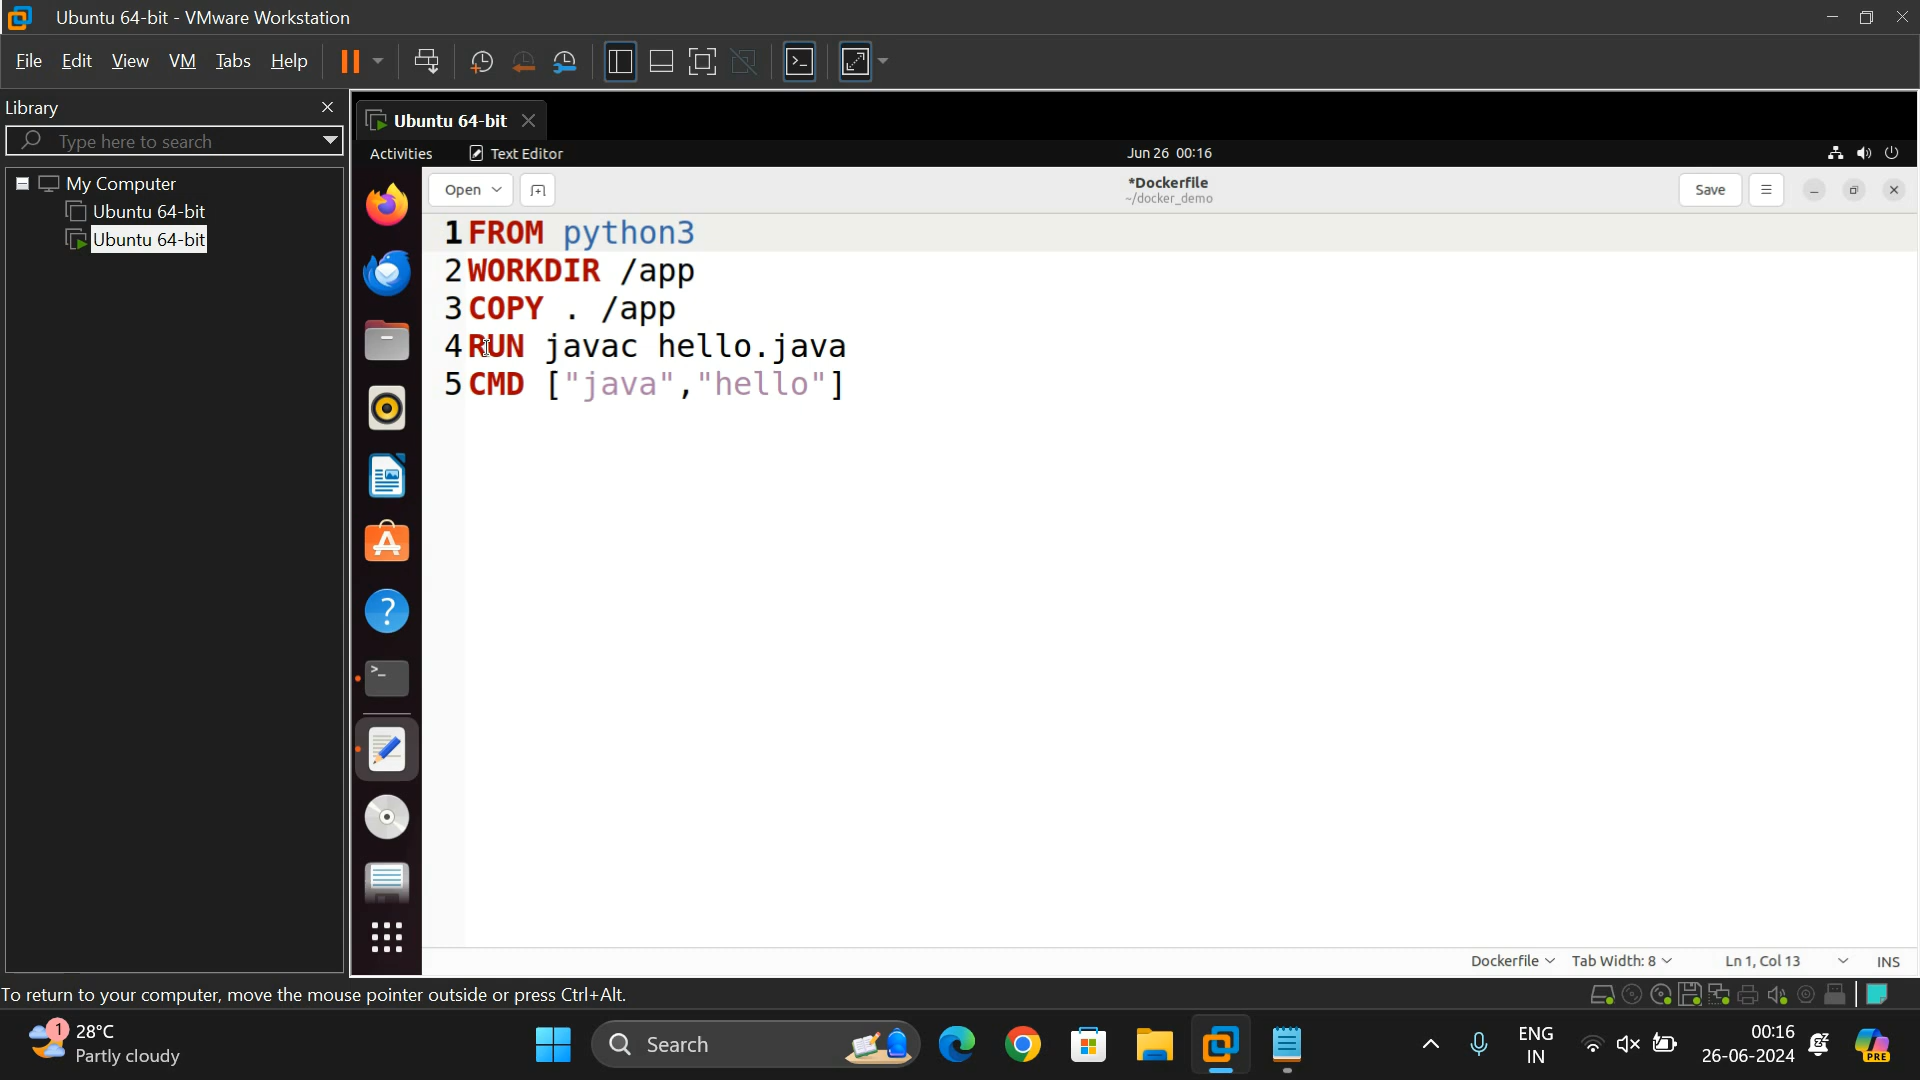 Ubuntu 64-bit - VMware Workstation
File Edit View VM Tabs Help
Library
Type here to search
My Computer
Ubuntu 64-bit
Ubuntu 64-bit
Ubuntu 64-bit
Activities Text Editor Jun 26 00:16
Open *Dockerfile Save
~/docker_demo
1 FROM python3
2 WORKDIR /app
3 COPY . /app
4 RUN javac hello.java
5 CMD ["java","hello"]
Dockerfile Tab Width: 8 Ln 1, Col 13 INS
To return to your computer, move the mouse pointer outside or press Ctrl+Alt.
1 28°C
Partly cloudy
Search
ENG
IN
00:16
26-06-2024
PRE